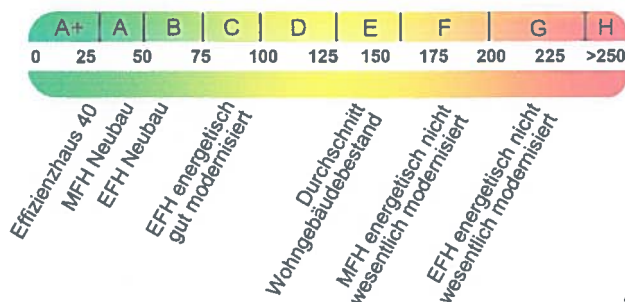 A+ A B C D E F G H
0 25 50 75 100 125 150 175 200 225 >250
Effizienzhaus 40
MFH Neubau
EFH Neubau
EFH energetisch
gut modernisiert
Durchschnitt
Wohngebäudebestand
MFH energetisch nicht
wesentlich modernisiert
EFH energetisch nicht
wesentlich modernisiert